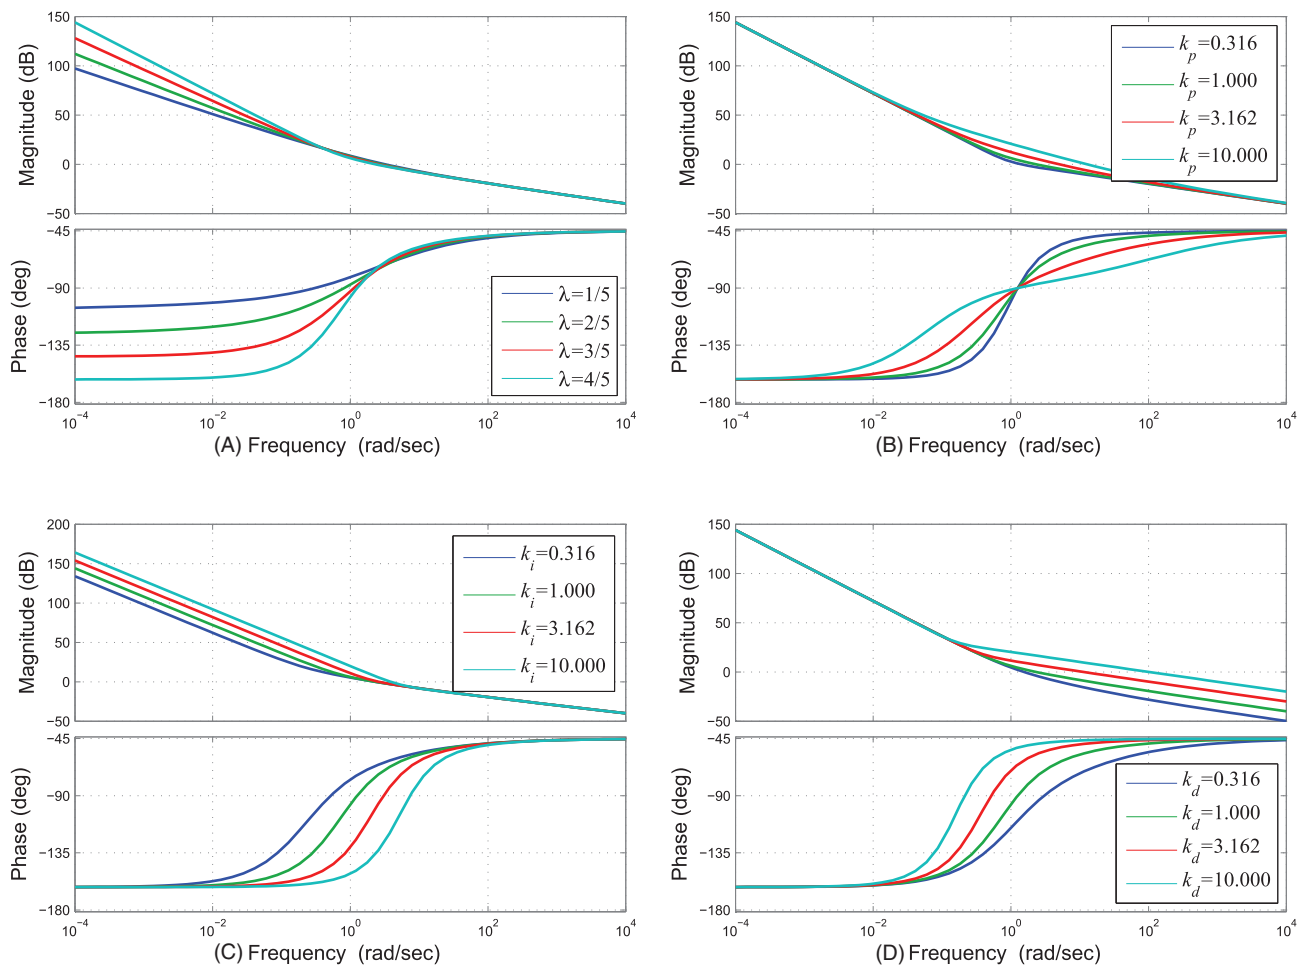 150
100
50
0
−50
Magnitude (dB)
−45
−90
−135
−180
Phase (deg)
λ=1/5
λ=2/5
λ=3/5
λ=4/5
10^−4
10^−2
10^0
10^2
10^4
(A) Frequency (rad/sec)
150
100
50
0
−50
Magnitude (dB)
k_p=0.316
k_p=1.000
k_p=3.162
k_p=10.000
−45
−90
−135
−180
Phase (deg)
10^−4
10^−2
10^0
10^2
10^4
(B) Frequency (rad/sec)
200
150
100
50
0
−50
Magnitude (dB)
k_i=0.316
k_i=1.000
k_i=3.162
k_i=10.000
−45
−90
−135
−180
Phase (deg)
10^−4
10^−2
10^0
10^2
10^4
(C) Frequency (rad/sec)
150
100
50
0
−50
Magnitude (dB)
−45
−90
−135
−180
Phase (deg)
k_d=0.316
k_d=1.000
k_d=3.162
k_d=10.000
10^−4
10^−2
10^0
10^2
10^4
(D) Frequency (rad/sec)